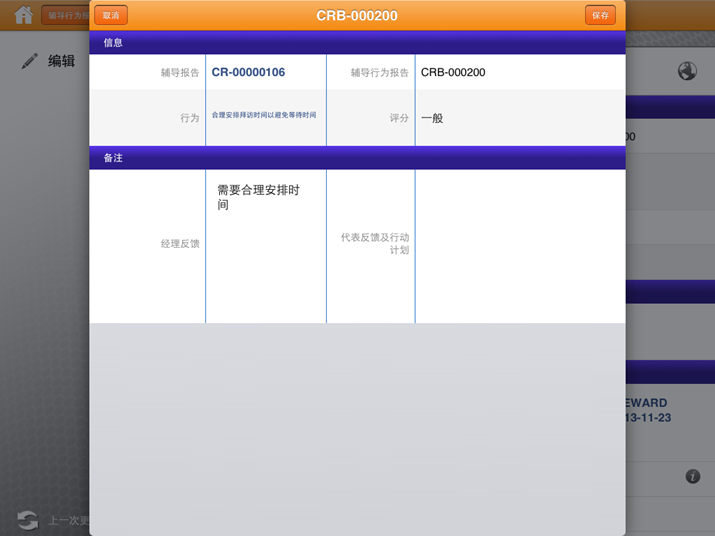 辅导行为报
取消
CRB-000200
保存
编辑
信息
辅导报告
CR-00000106
辅导行为报告
CRB-000200
行为
合理安排拜访时间以避免等待时间
评分
一般
备注
经理反馈
需要合理安排时
间
代表反馈及行动
计划
00
EWARD
13-11-23
上一次更